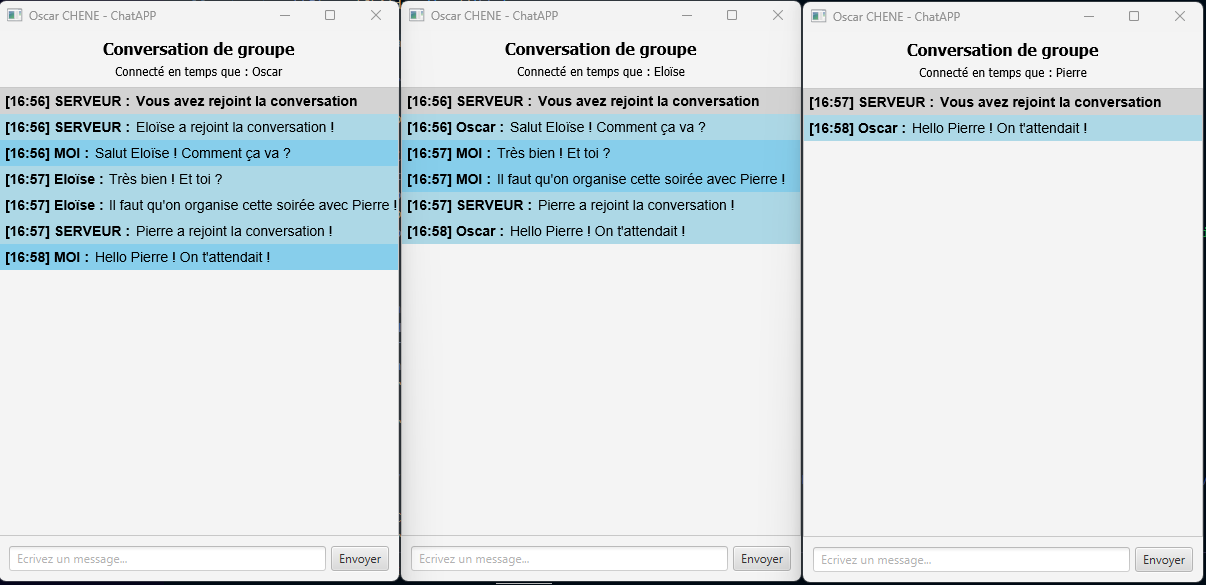 Oscar CHENE - ChatAPP
Conversation de groupe
Connecté en temps que : Oscar
[16:56] SERVEUR : Vous avez rejoint la conversation
[16:56] SERVEUR : Eloïse a rejoint la conversation !
[16:56] MOI : Salut Eloïse ! Comment ça va ?
[16:57] Eloïse : Très bien ! Et toi ?
[16:57] Eloïse : Il faut qu'on organise cette soirée avec Pierre !
[16:57] SERVEUR : Pierre a rejoint la conversation !
[16:58] MOI : Hello Pierre ! On t'attendait !
Ecrivez un message...
Envoyer
Oscar CHENE - ChatAPP
Conversation de groupe
Connecté en temps que : Eloïse
[16:56] SERVEUR : Vous avez rejoint la conversation
[16:56] Oscar : Salut Eloïse ! Comment ça va ?
[16:57] MOI : Très bien ! Et toi ?
[16:57] MOI : Il faut qu'on organise cette soirée avec Pierre !
[16:57] SERVEUR : Pierre a rejoint la conversation !
[16:58] Oscar : Hello Pierre ! On t'attendait !
Ecrivez un message...
Envoyer
Oscar CHENE - ChatAPP
Conversation de groupe
Connecté en temps que : Pierre
[16:57] SERVEUR : Vous avez rejoint la conversation
[16:58] Oscar : Hello Pierre ! On t'attendait !
Ecrivez un message...
Envoyer